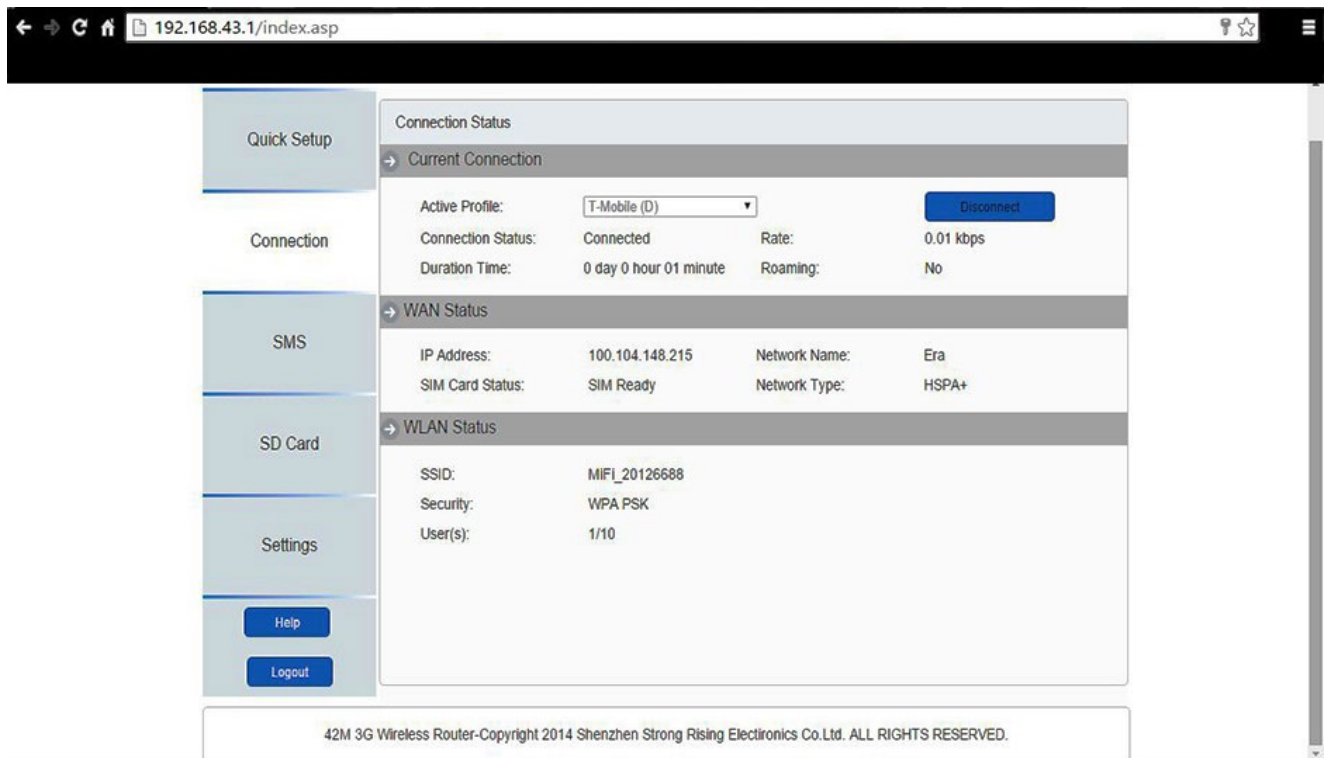 192.168.43.1/index.asp
Quick Setup
Connection
SMS
SD Card
Settings
Help
Logout
Connection Status
Current Connection
Active Profile: T-Mobile (D) Disconnect
Connection Status: Connected Rate: 0.01 kbps
Duration Time: 0 day 0 hour 01 minute Roaming: No
WAN Status
IP Address: 100.104.148.215 Network Name: Era
SIM Card Status: SIM Ready Network Type: HSPA+
WLAN Status
SSID: MIFI_20126688
Security: WPA PSK
User(s): 1/10
42M 3G Wireless Router-Copyright 2014 Shenzhen Strong Rising Electironics Co.Ltd. ALL RIGHTS RESERVED.